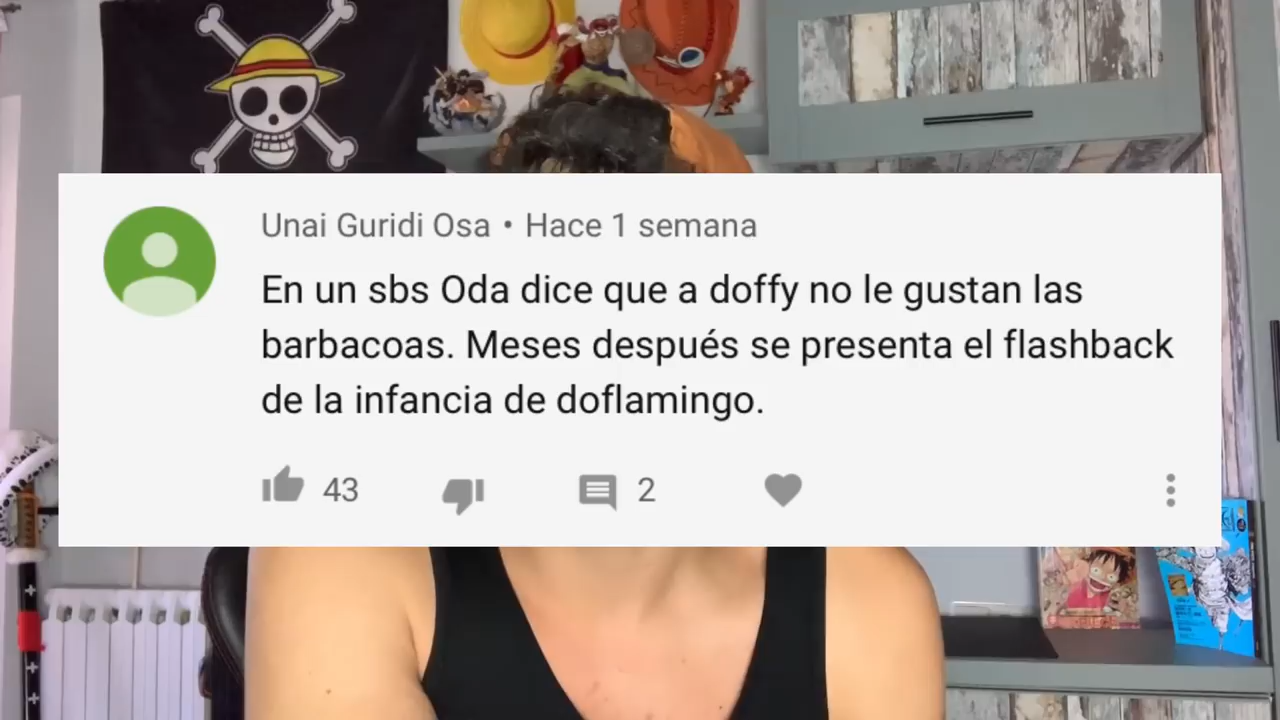 Unai Guridi Osa • Hace 1 semana
En un sbs Oda dice que a doffy no le gustan las
barbacoas. Meses después se presenta el flashback
de la infancia de doflamingo.
43
2